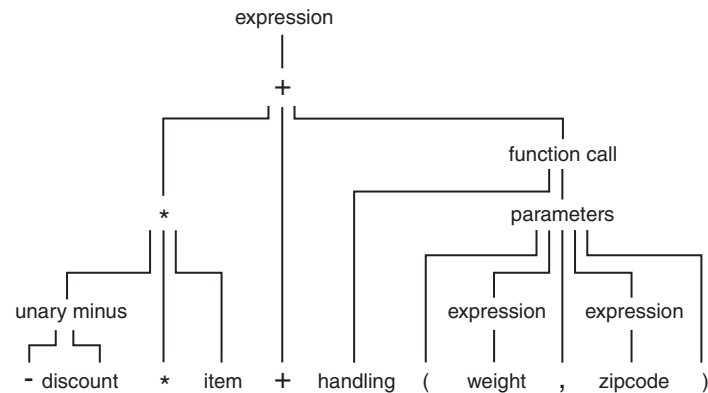 expression
+
function call
* parameters
unary minus expression expression
- discount * item + handling ( weight , zipcode )